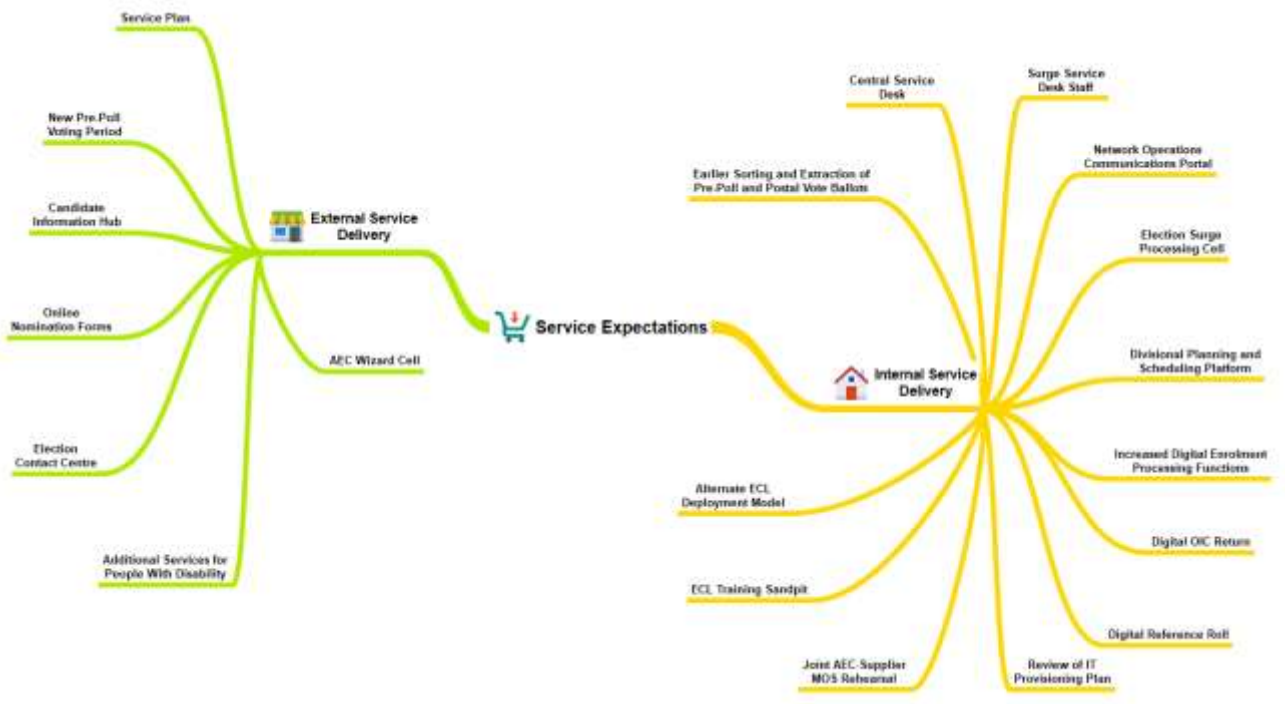 Service Plan
New Pre-Poll
Voting Period
Candidate
Information Hub
Online
Nomination Forms
Election
Contact Centre
Additional Services for
People With Disability
AEC Wizard Cell
External Service
Delivery
Service Expectations
Internal Service
Delivery
Central Service
Desk
Earlier Sorting and Extraction of
Pre-Poll and Postal Vote Ballots
Alternate ECL
Deployment Model
ECL Training Sandpit
Joint AEC-Supplier
MOS Rehearsal
Surge Service
Desk Staff
Network Operations
Communications Portal
Election Surge
Processing Cell
Divisional Planning and
Scheduling Platform
Increased Digital Enrolment
Processing Functions
Digital OIC Return
Digital Reference Roll
Review of IT
Provisioning Plan